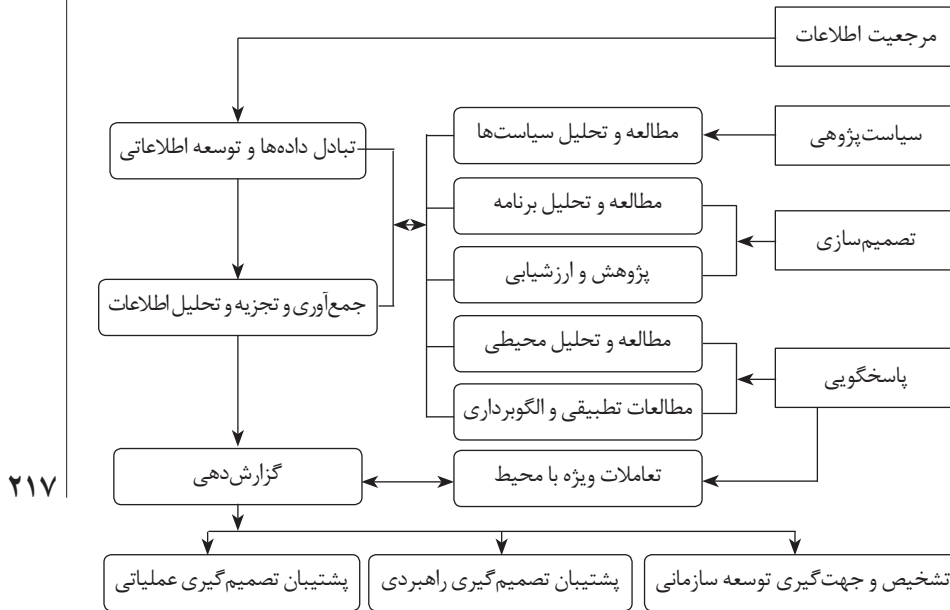 مرجعیت اطلاعات
سیاست‌پژوهی
مطالعه و تحلیل سیاست‌ها
تبادل داده‌ها و توسعه اطلاعاتی
مطالعه و تحلیل برنامه
تصمیم‌سازی
پژوهش و ارزشیابی
جمع‌آوری و تجزیه و تحلیل اطلاعات
مطالعه و تحلیل محیطی
پاسخگویی
مطالعات تطبیقی و الگوبرداری
تعاملات ویژه با محیط
گزارش‌دهی
۲۱۷
تشخیص و جهت‌گیری توسعه سازمانی
پشتیبان تصمیم‌گیری راهبردی
پشتیبان تصمیم‌گیری عملیاتی